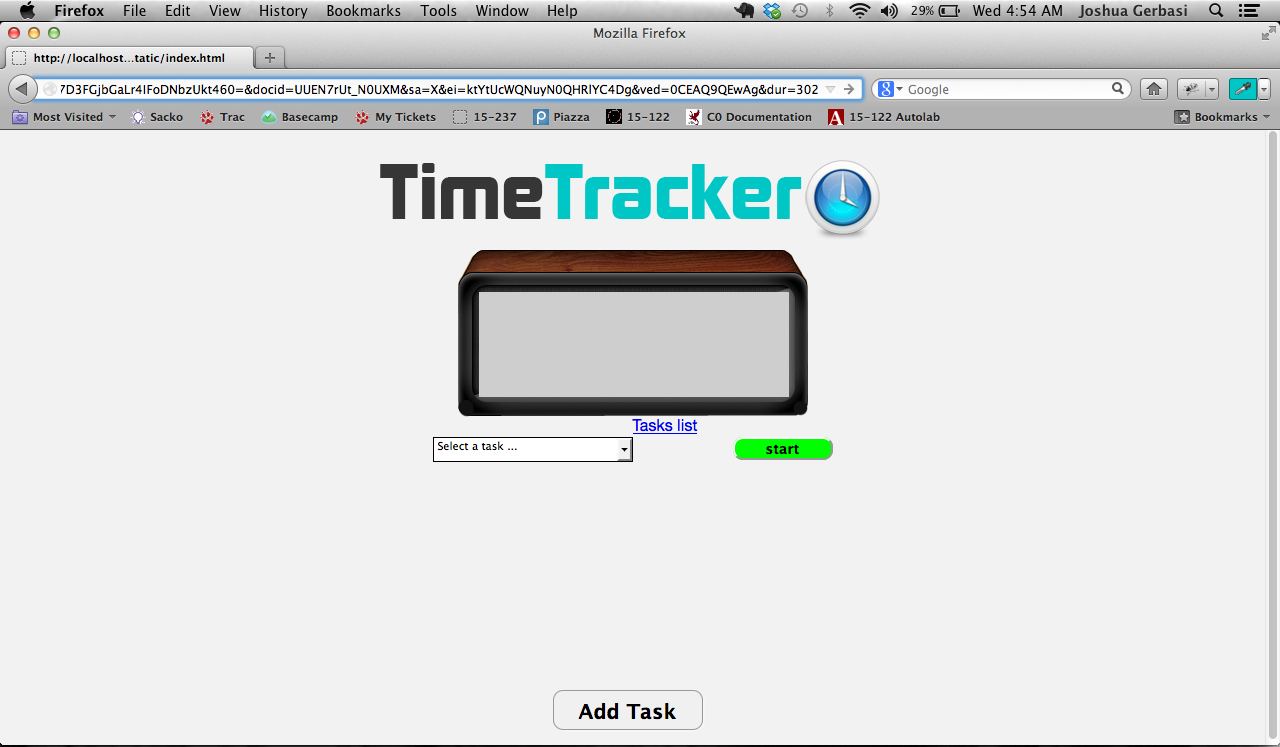 Firefox File Edit View History Bookmarks Tools Window Help 29% Wed 4:54 AM Joshua Gerbasi
Mozilla Firefox
http://localhost...tatic/index.html
7D3FGjbGaLr4IFoDNbzUkt460=&docid=UUEN7rUt_N0UXM&sa=X&ei=ktYtUcWQNuyN0QHRlYC4Dg&ved=0CEAQ9QEwAg&dur=302 Google
Most Visited Sacko Trac Basecamp My Tickets 15-237 Piazza 15-122 C0 Documentation 15-122 Autolab Bookmarks
TimeTracker
Tasks list
Select a task ... start
Add Task